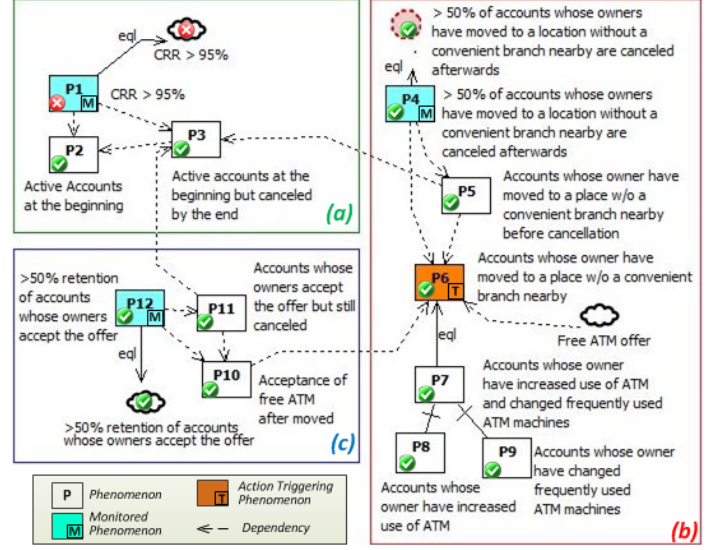 eql
CRR > 95%
P1
M
CRR > 95%
P2
P3
Active Accounts
at the beginning
Active accounts at the
beginning but canceled
by the end
(a)
> 50% of accounts whose owners
have moved to a location without a
convenient branch nearby are canceled
afterwards
eql
P4
M
> 50% of accounts whose owners
have moved to a location without a
convenient branch nearby are
canceled afterwards
P5
Accounts whose owner have
moved to a place w/o a
convenient branch nearby
before cancellation
P6
T
Accounts whose owner have
moved to a place w/o a convenient
branch nearby
Free ATM offer
eql
P7
Accounts whose owner
have increased use of ATM
and changed frequently used
ATM machines
P8
P9
Accounts whose
owner have increased
use of ATM
Accounts whose owner
have changed
frequently used
ATM machines
(b)
>50% retention
of accounts
whose owners
accept the offer
P12
M
P11
Accounts whose
owners accept
the offer but still
canceled
eql
P10
Acceptance of
free ATM
after moved
>50% retention of accounts
whose owners accept the offer
(c)
P
Phenomenon
T
Action Triggering
Phenomenon
M
Monitored
Phenomenon
Dependency